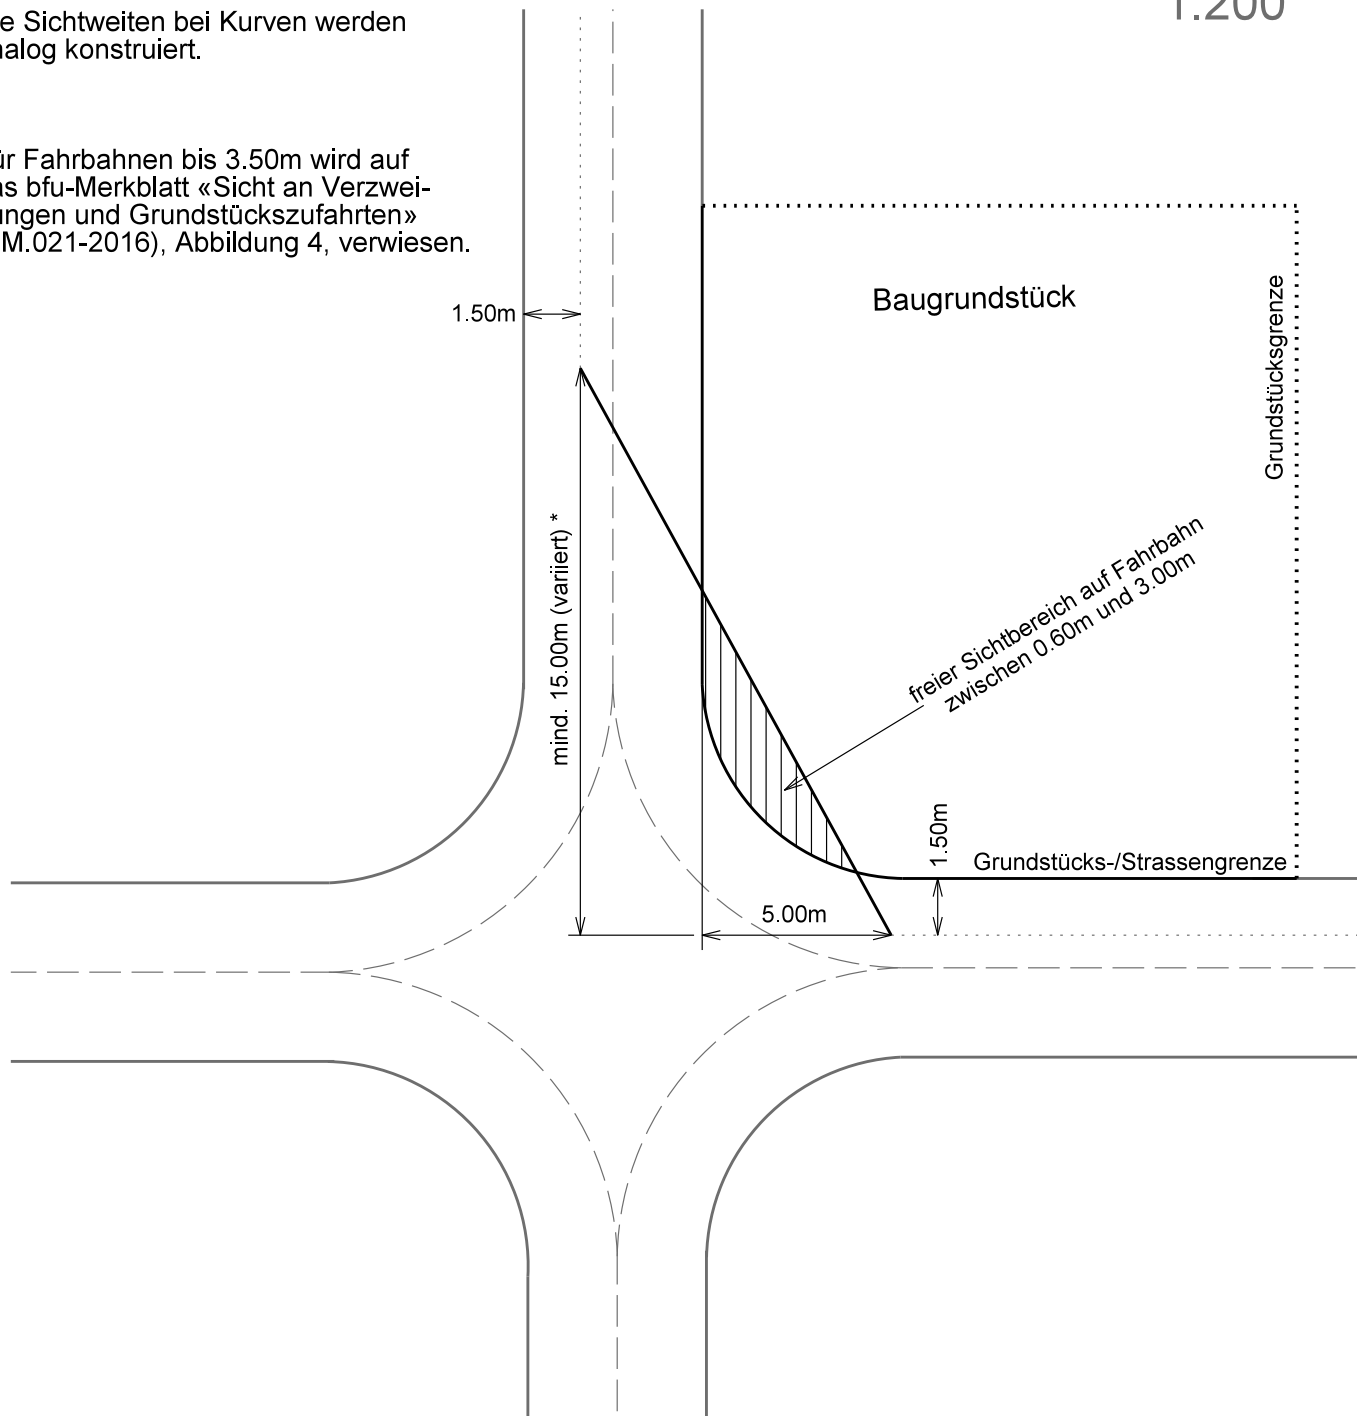 1:200
e Sichtweiten bei Kurven werden
nalog konstruiert.
ür Fahrbahnen bis 3.50m wird auf
as bfu-Merkblatt «Sicht an Verzwei-
ungen und Grundstückszufahrten»
M.021-2016), Abbildung 4, verwiesen.
Baugrundstück
Grundstücksgrenze
1.50m
mind. 15.00m (variiert) *
freier Sichtbereich auf Fahrbahn
zwischen 0.60m und 3.00m
1.50m
Grundstücks-/Strassengrenze
5.00m